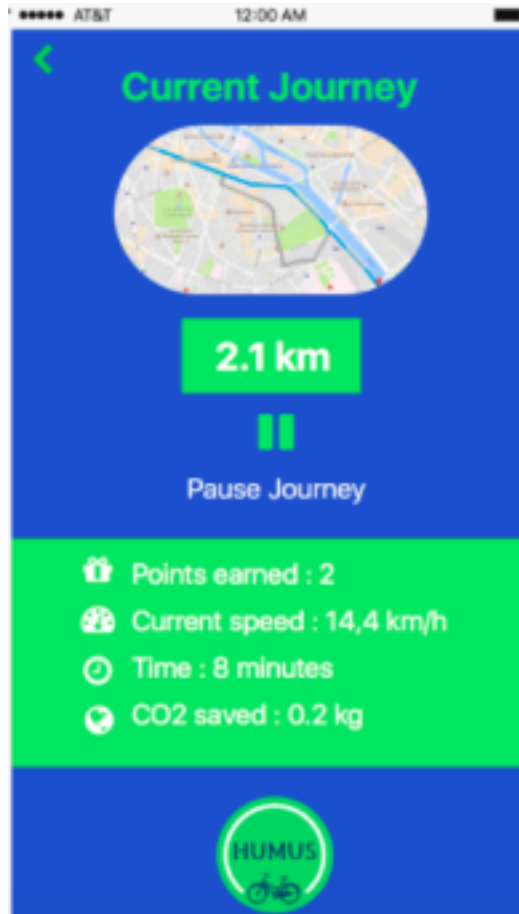 AT&T 12:00 AM
Current Journey
2.1 km
Pause Journey
Points earned : 2
Current speed : 14,4 km/h
Time : 8 minutes
CO2 saved : 0.2 kg
HUMUS